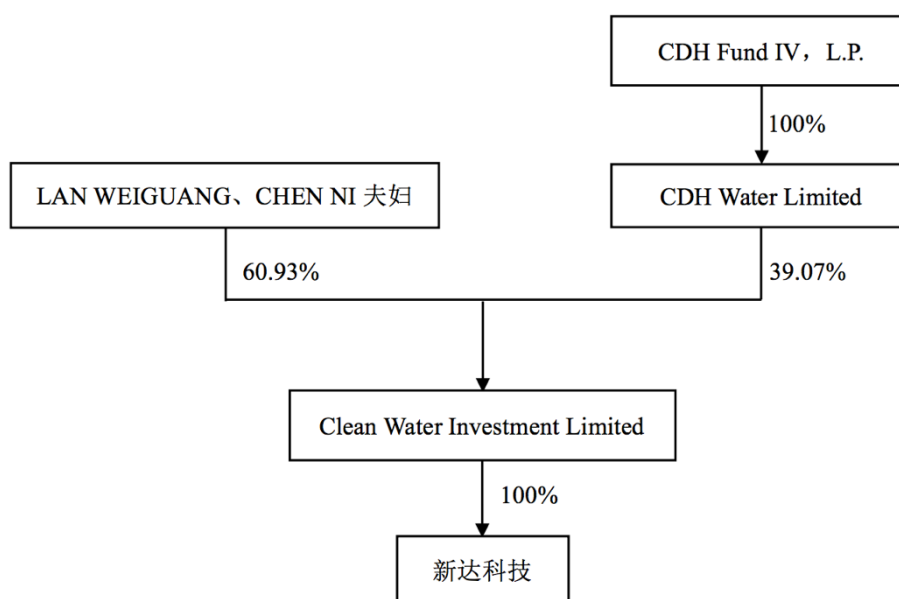 CDH Fund IV，L.P.
100%
LAN WEIGUANG、CHEN NI 夫妇
CDH Water Limited
60.93%
39.07%
Clean Water Investment Limited
100%
新达科技